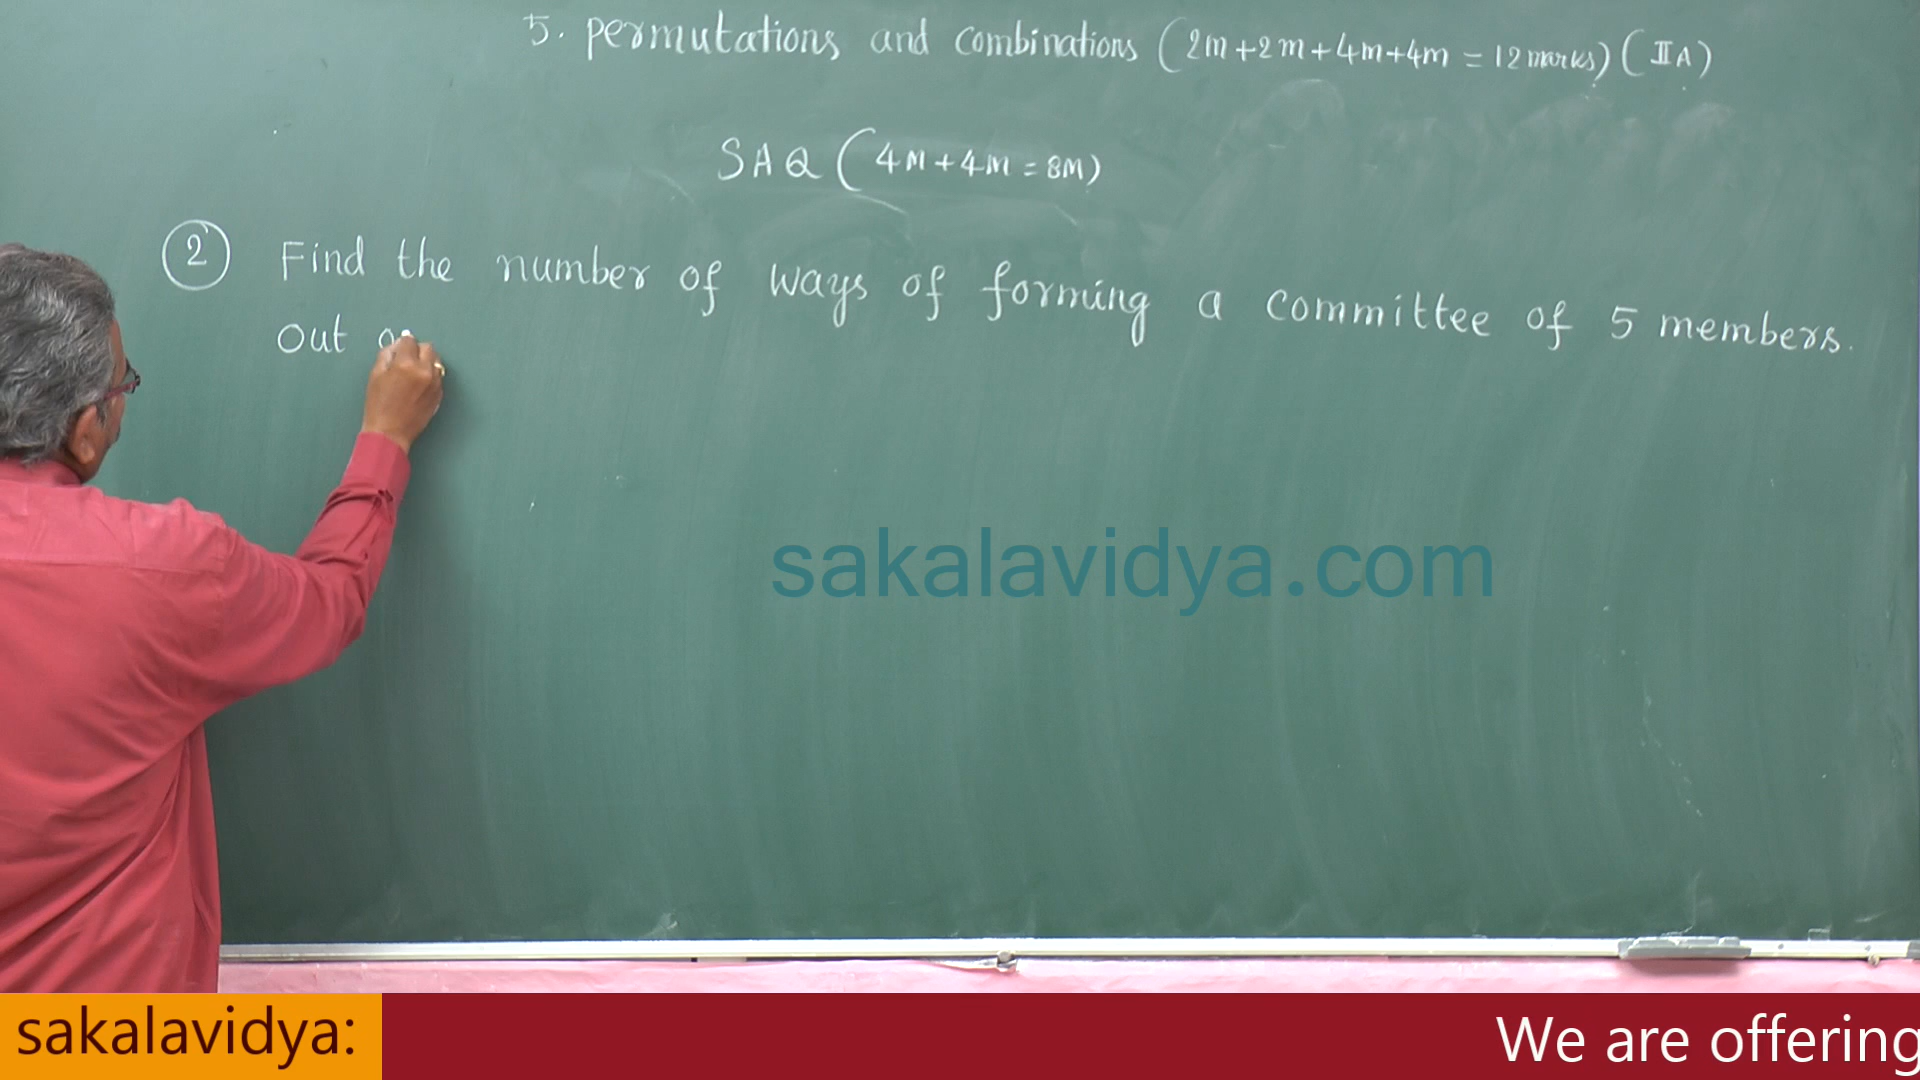 5. permutations and combinations (2m+2m+4m+4m = 12 marks) (II A)
SAQ (4M+4M = 8M)
2 Find the number of ways of forming a committee of 5 members.
out
sakalavidya.com
sakalavidya:
We are offering